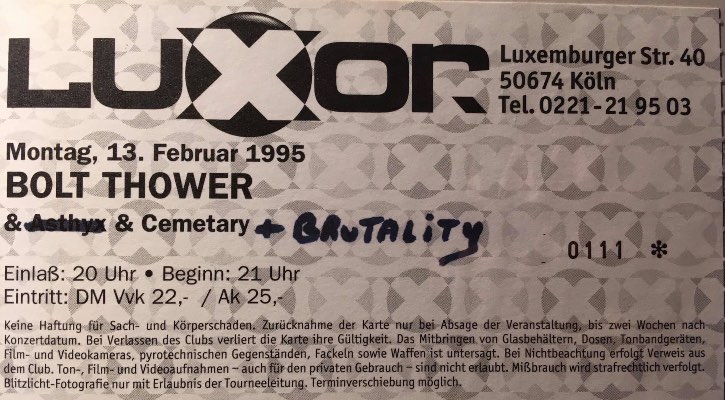 LUXOR
Luxemburger Str. 40
50674 Köln
Tel. 0221-21 95 03
Montag, 13. Februar 1995
BOLT THOWER
& Asthyx & Cemetary + BRUTALITY
0111 *
Einlaß: 20 Uhr • Beginn: 21 Uhr
Eintritt: DM Vvk 22,- / Ak 25,-
Keine Haftung für Sach- und Körperschaden. Zurücknahme der Karte nur bei Absage der Veranstaltung, bis zwei Wochen nach
Konzertdatum. Bei Verlassen des Clubs verliert die Karte ihre Gültigkeit. Das Mitbringen von Glasbehältern, Dosen, Tonbandgeräten,
Film- und Videokameras, pyrotechnischen Gegenständen, Fackeln sowie Waffen ist untersagt. Bei Nichtbeachtung erfolgt Verweis aus
dem Club. Ton-, Film- und Videoaufnahmen – auch für den privaten Gebrauch – sind nicht erlaubt. Mißbrauch wird strafrechtlich verfolgt.
Blitzlicht-Fotografie nur mit Erlaubnis der Tourneeleitung. Terminverschiebung möglich.